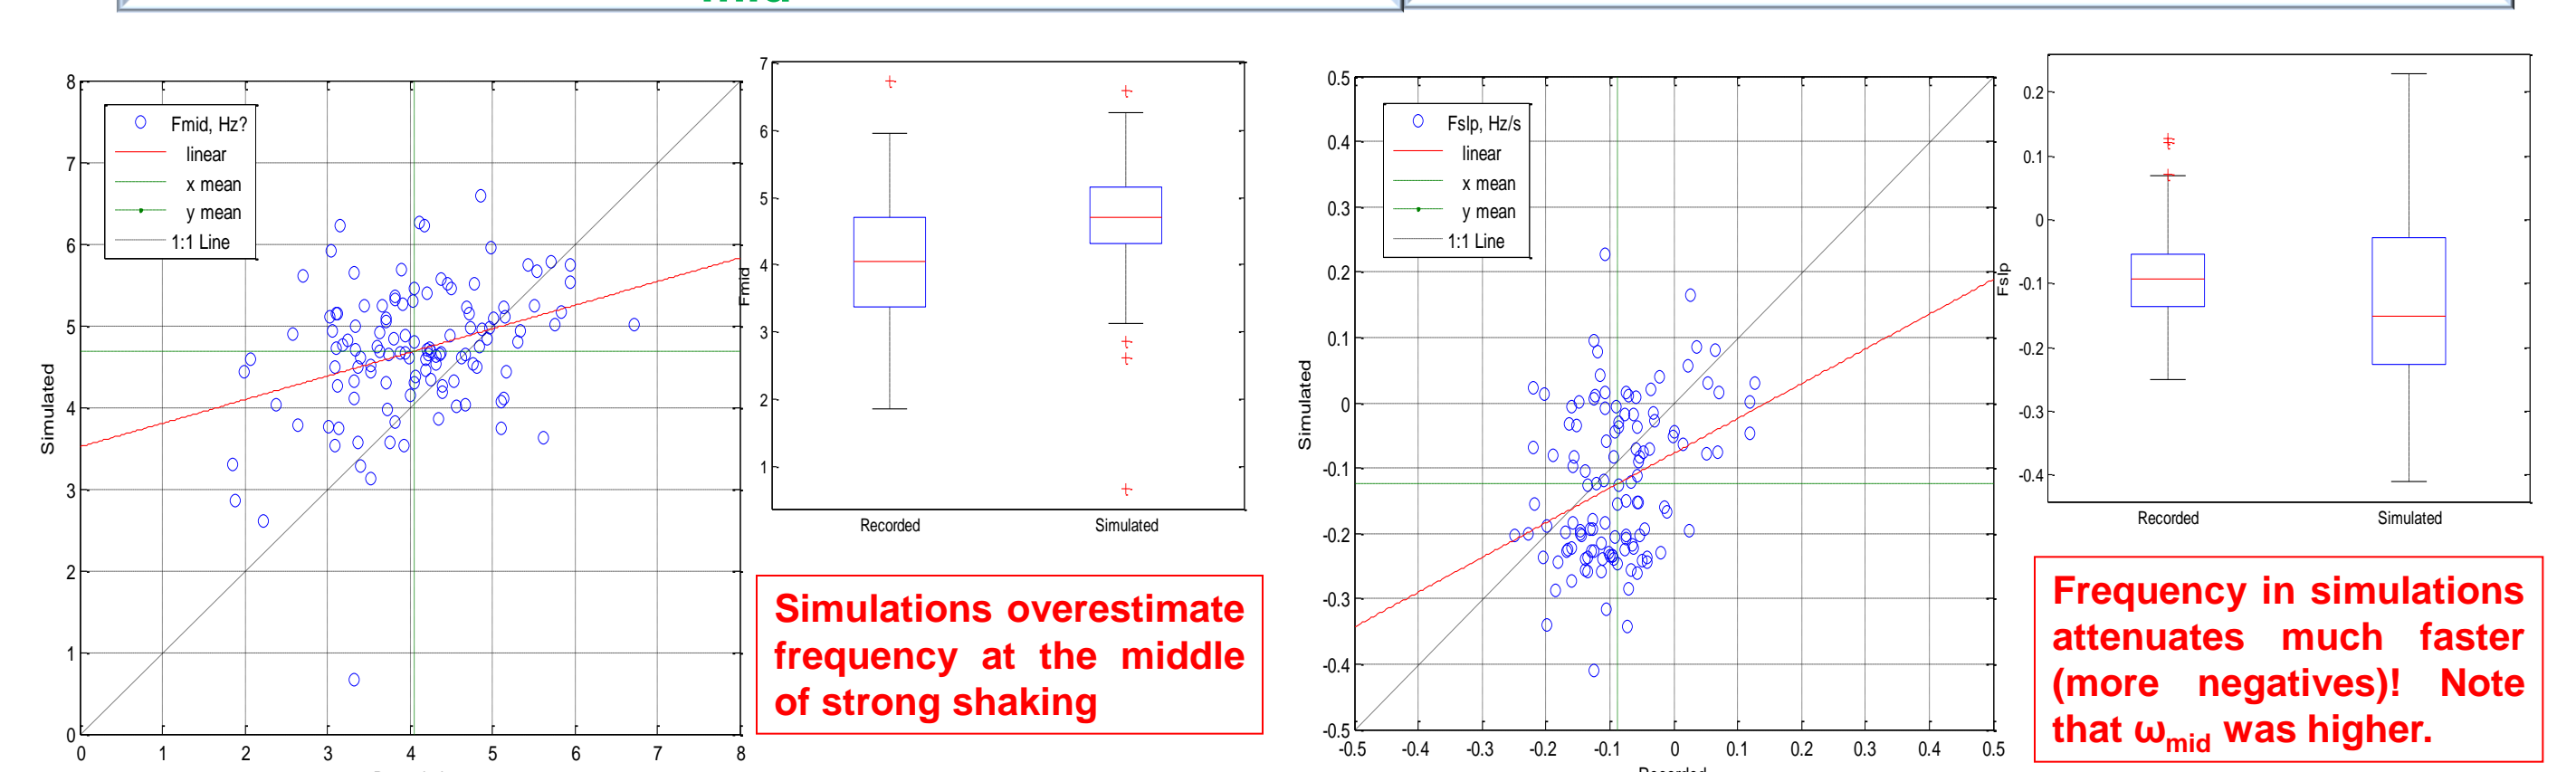 8
7
6
5
4
3
2
1
0
0 1 2 3 4 5 6 7 8
Simulated
Fmid, Hz?
linear
x mean
y mean
1:1 Line
7
6
5
4
3
2
1
Fmid
Recorded Simulated
Simulations overestimate
frequency at the middle
of strong shaking
0.5
0.4
0.3
0.2
0.1
0
-0.1
-0.2
-0.3
-0.4
-0.5
-0.5 -0.4 -0.3 -0.2 -0.1 0 0.1 0.2 0.3 0.4 0.5
Simulated
Recorded
Fslp, Hz/s
linear
x mean
y mean
1:1 Line
0.2
0.1
0
-0.1
-0.2
-0.3
-0.4
Fslp
Recorded Simulated
Frequency in simulations
attenuates much faster
(more negatives)! Note
that ωmid was higher.